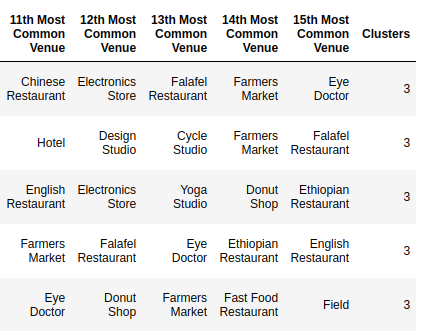 11th Most 12th Most 13th Most 14th Most 15th Most
Common Common Common Common Common Clusters
Venue Venue Venue Venue Venue
Chinese Electronics Falafel Farmers Eye
Restaurant Store Restaurant Market Doctor 3
Hotel Design Cycle Farmers Falafel 3
Studio Studio Market Restaurant
English Electronics Yoga Donut Ethiopian
Restaurant Store Studio Shop Restaurant 3
Farmers Falafel Eye Ethiopian English
Market Restaurant Doctor Restaurant Restaurant 3
Eye Donut Farmers Fast Food Field 3
Doctor Shop Market Restaurant